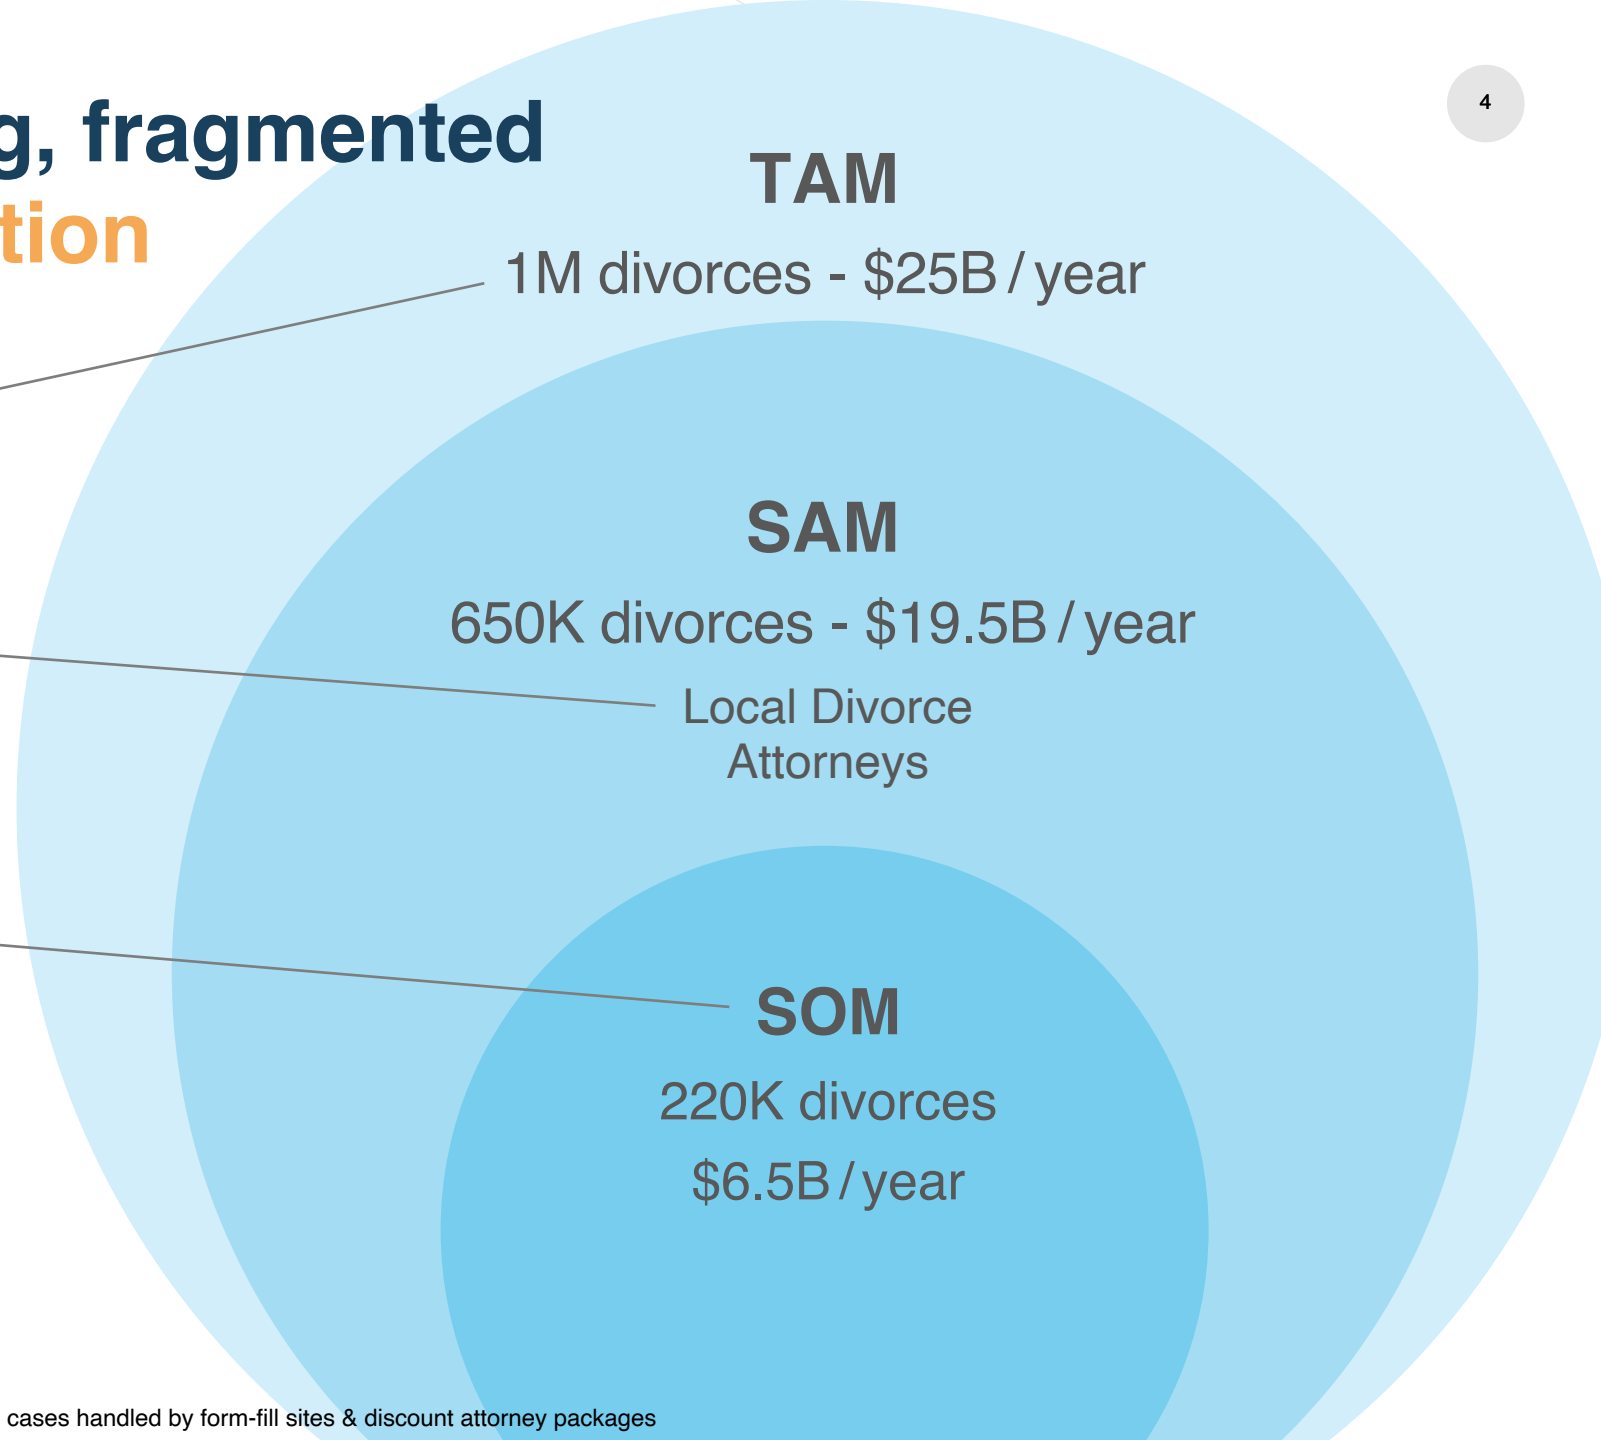 4
g, fragmented
tion
TAM
1M divorces - $25B / year
SAM
650K divorces - $19.5B / year
Local Divorce
Attorneys
SOM
220K divorces
$6.5B / year
cases handled by form-fill sites & discount attorney packages